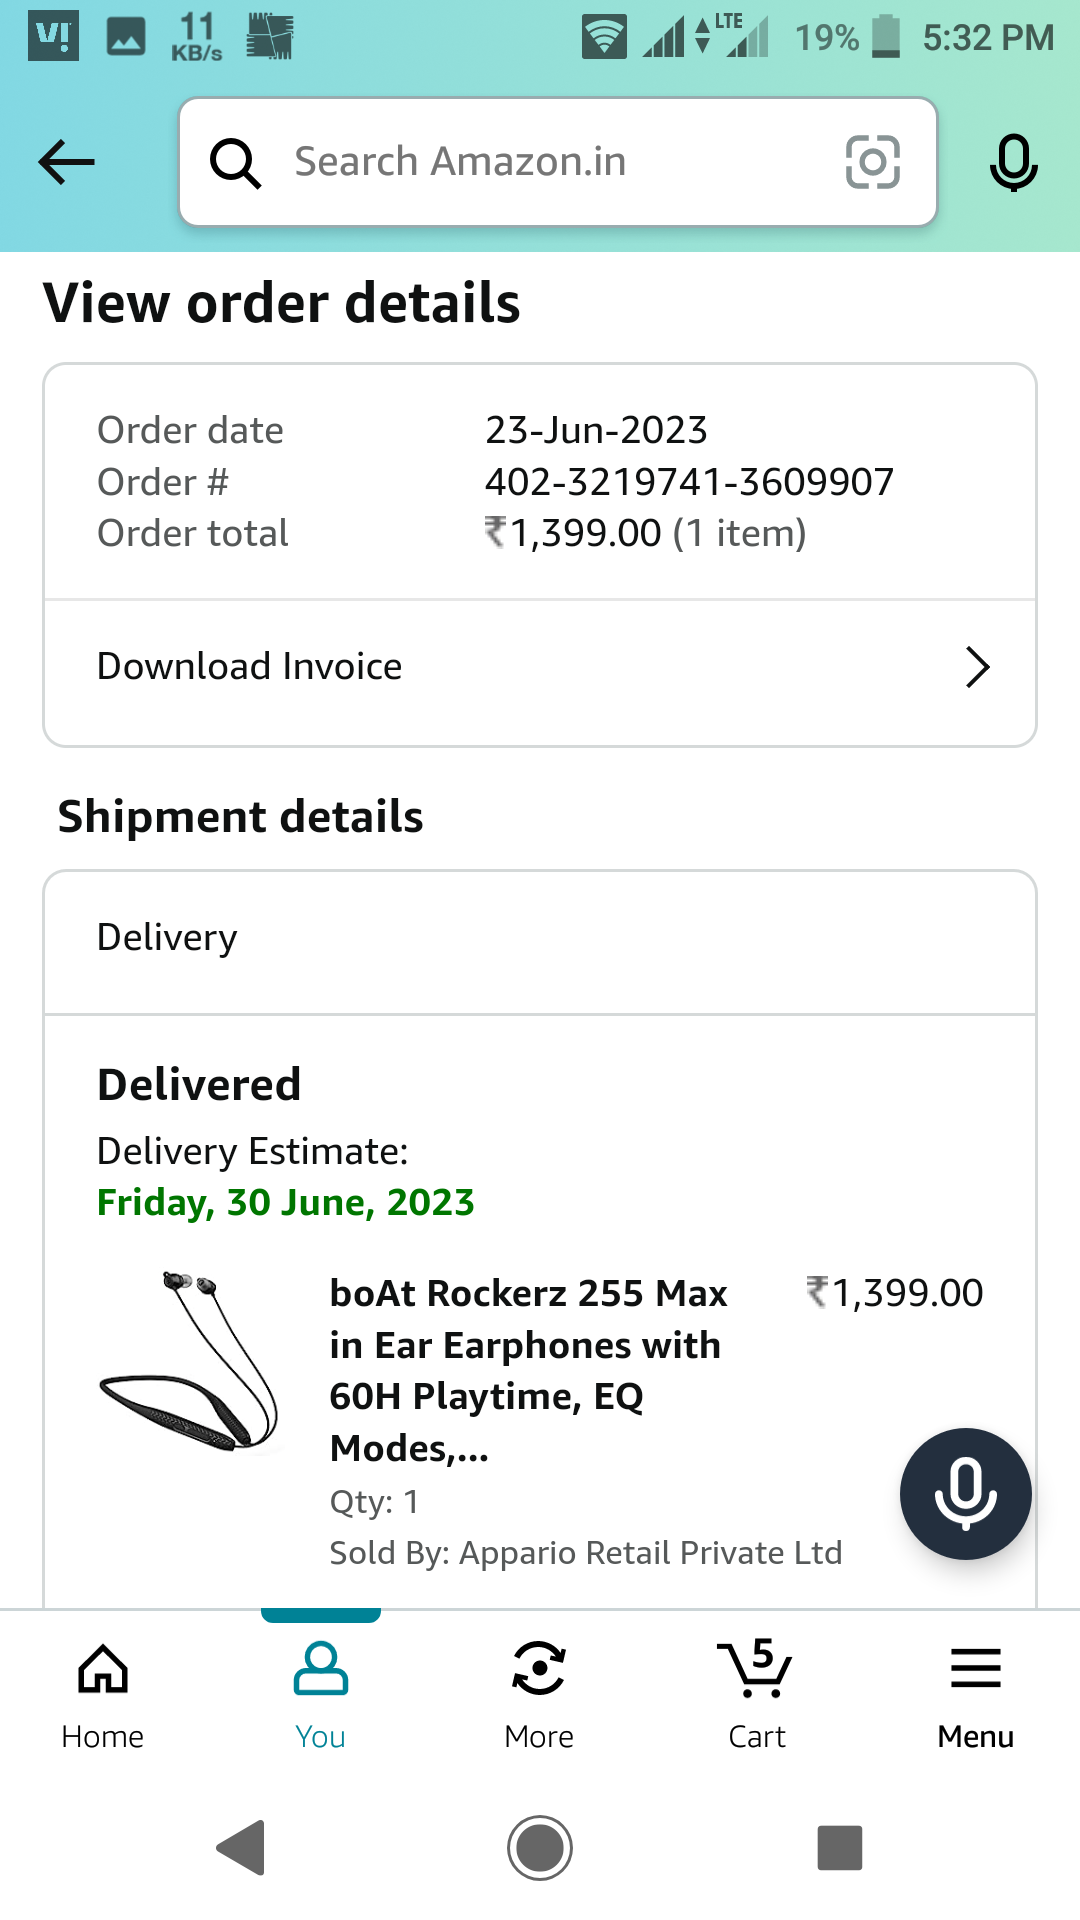 V! 11 KB/s LTE 19% 5:32 PM
Search Amazon.in
View order details
Order date 23-Jun-2023
Order # 402-3219741-3609907
Order total ₹1,399.00 (1 item)
Download Invoice
Shipment details
Delivery
Delivered
Delivery Estimate:
Friday, 30 June, 2023
boAt Rockerz 255 Max ₹1,399.00
in Ear Earphones with
60H Playtime, EQ
Modes,...
Qty: 1
Sold By: Appario Retail Private Ltd
5
Home You More Cart Menu